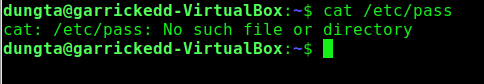 dungta@garrickedd-VirtualBox:~$ cat /etc/pass
cat: /etc/pass: No such file or directory
dungta@garrickedd-VirtualBox:~$